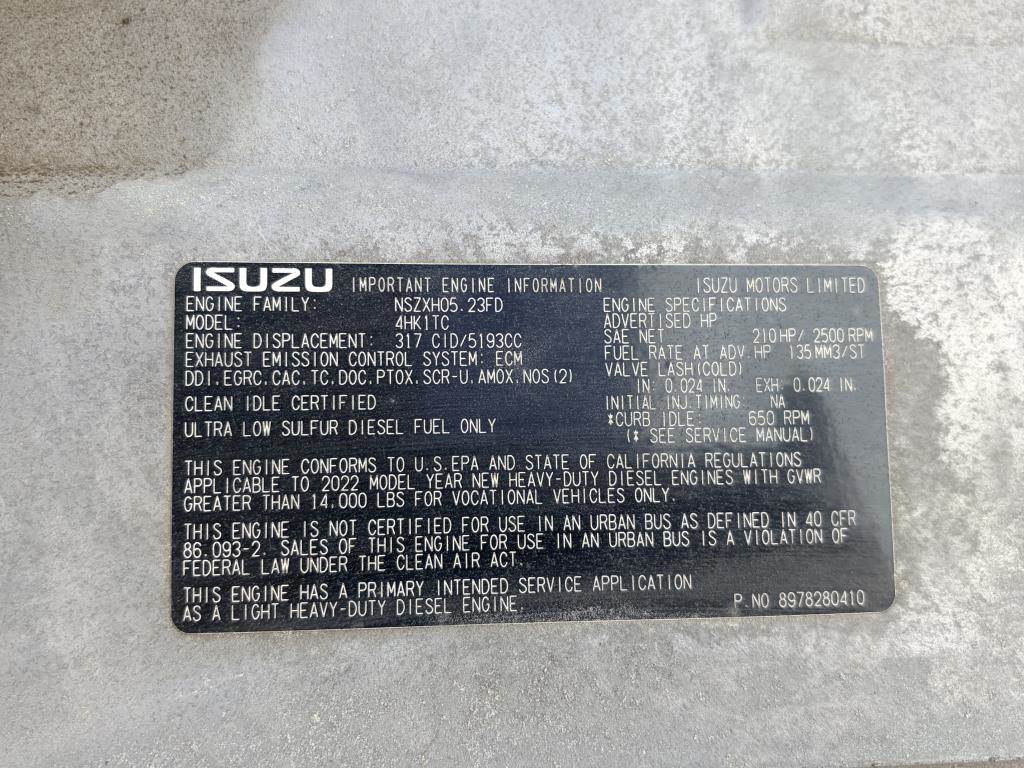 ISUZU IMPORTANT ENGINE INFORMATION ISUZU MOTORS LIMITED
ENGINE FAMILY: NSZXH05.23FD
MODEL: 4HK1TC
ENGINE DISPLACEMENT: 317 CID/5193CC
EXHAUST EMISSION CONTROL SYSTEM: ECM
DDI.EGRC.CAC.TC.DOC.PTOX.SCR-U.AMOX.NOS(2)
CLEAN IDLE CERTIFIED
ULTRA LOW SULFUR DIESEL FUEL ONLY
ENGINE SPECIFICATIONS
ADVERTISED HP
SAE NET 210HP/ 2500RPM
FUEL RATE AT ADV.HP 135MM3/ST
VALVE LASH(COLD)
IN: 0.024 IN. EXH: 0.024 IN.
INITIAL INJ.TIMING: NA
*CURB IDLE: 650 RPM
(* SEE SERVICE MANUAL)
THIS ENGINE CONFORMS TO U.S.EPA AND STATE OF CALIFORNIA REGULATIONS
APPLICABLE TO 2022 MODEL YEAR NEW HEAVY-DUTY DIESEL ENGINES WITH GVWR
GREATER THAN 14,000 LBS FOR VOCATIONAL VEHICLES ONLY.
THIS ENGINE IS NOT CERTIFIED FOR USE IN AN URBAN BUS AS DEFINED IN 40 CFR
86.093-2. SALES OF THIS ENGINE FOR USE IN AN URBAN BUS IS A VIOLATION OF
FEDERAL LAW UNDER THE CLEAN AIR ACT.
THIS ENGINE HAS A PRIMARY INTENDED SERVICE APPLICATION
AS A LIGHT HEAVY-DUTY DIESEL ENGINE.
P.NO 8978280410